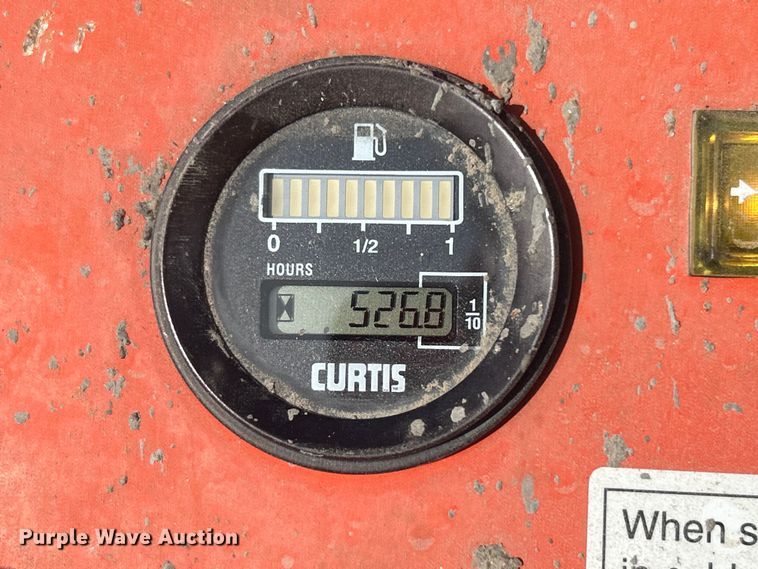 0 1/2 1
HOURS
526.8
1/10
CURTIS
When s
Purple Wave Auction